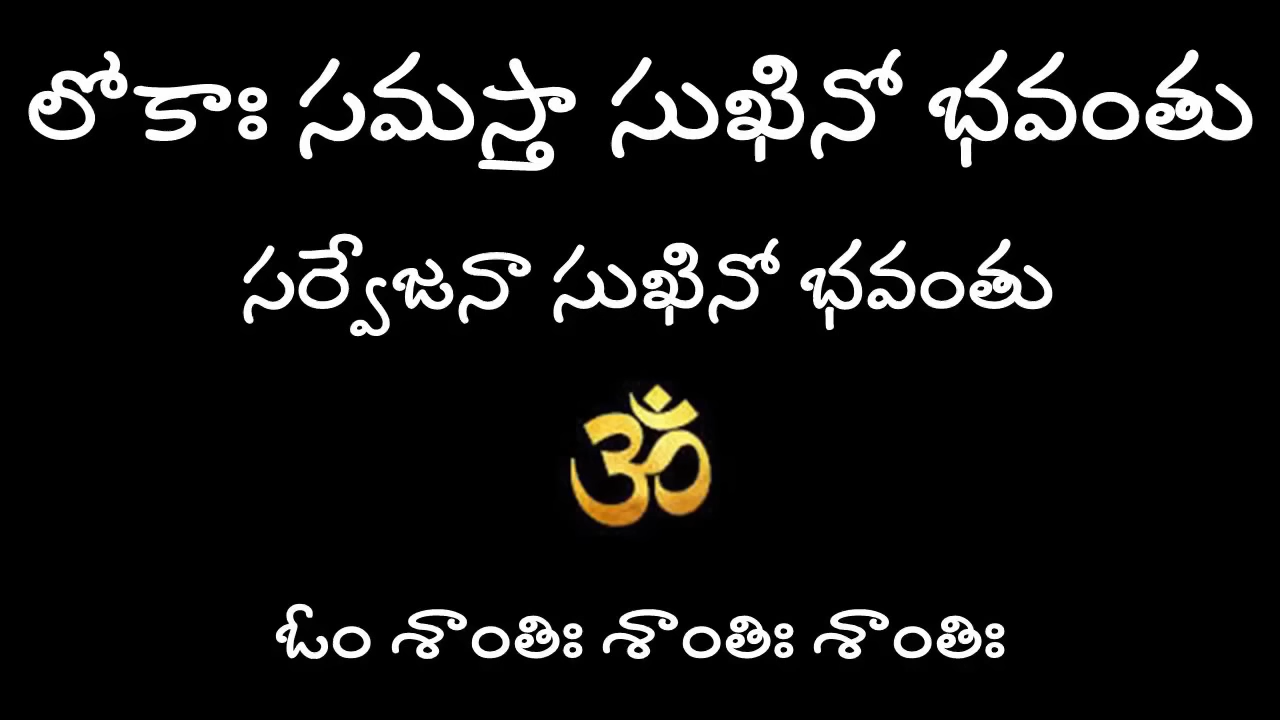 లోకాః సమస్తా సుఖినో భవంతు
సర్వేజనా సుఖినో భవంతు
ॐ
ఓం శాంతిః శాంతిః శాంతిః